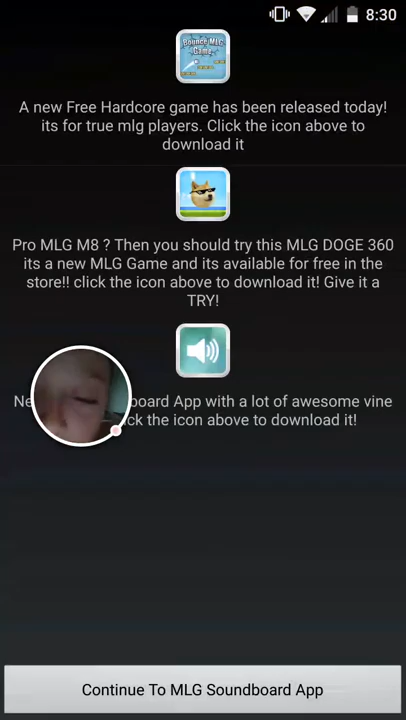 8:30
Bounce MLG
Game
A new Free Hardcore game has been released today!
its for true mlg players. Click the icon above to
download it
Pro MLG M8 ? Then you should try this MLG DOGE 360
its a new MLG Game and its available for free in the
store!! click the icon above to download it! Give it a
TRY!
board App with a lot of awesome vine
the icon above to download it!
Continue To MLG Soundboard App